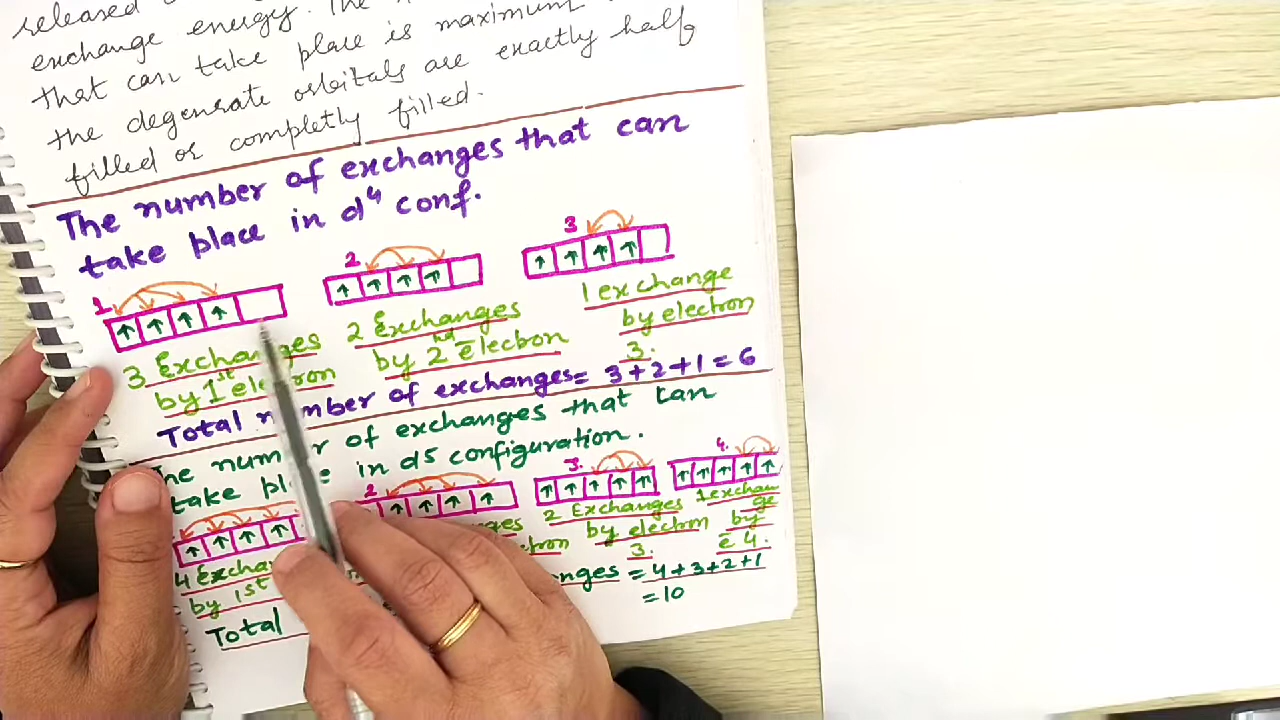 released
exchange energy. The
that can take place is maximum
the degenrate orbitals are exactly half
filled or completly filled.
The number of exchanges that can
take place in d⁴ conf.
1 2 3
3 Exchanges by 1st electron
2 Exchanges by 2nd electron
1 exchange by electron 3.
Total number of exchanges = 3+2+1 = 6
number of exchanges that can
take place in d5 configuration.
2 3. 4.
4 by 1st
2 Exchanges by electron 3.
1 exchange by e 4.
Total = 4+3+2+1
= 10